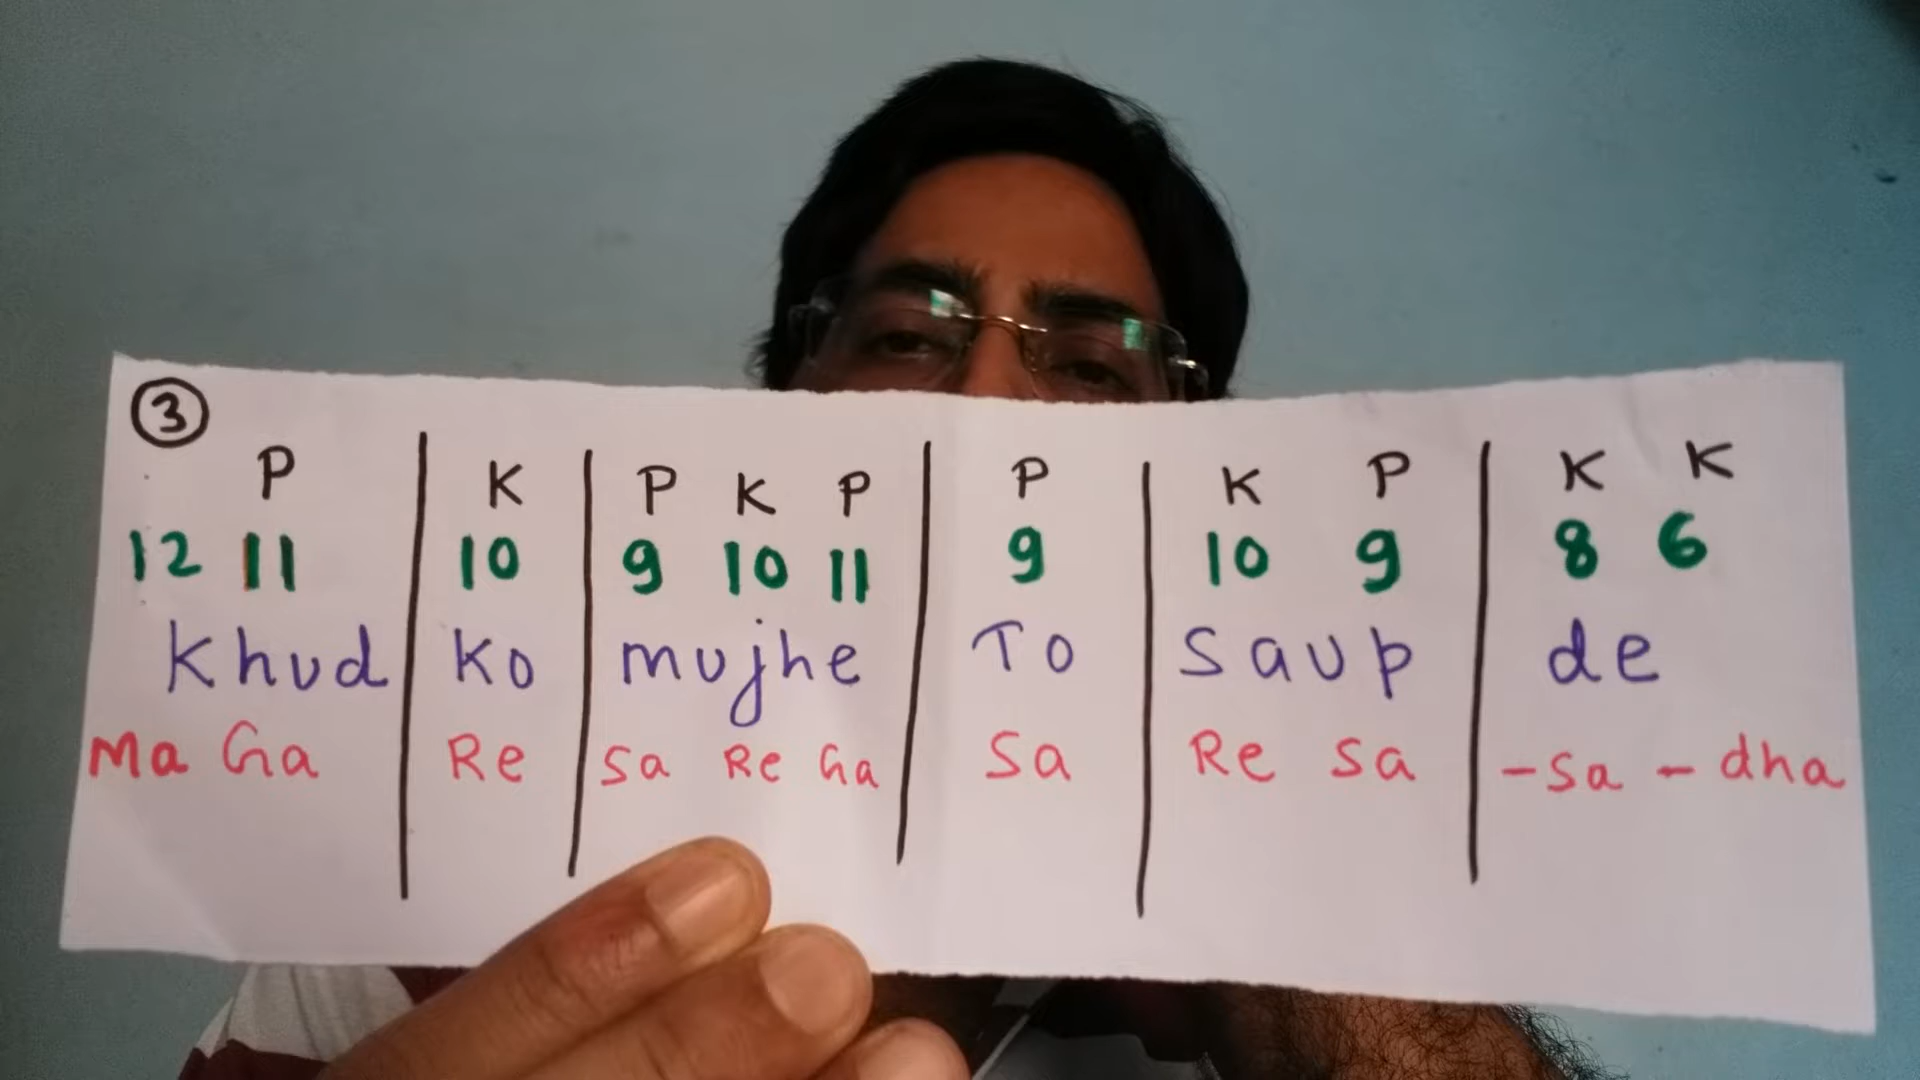 3
P | K | P K P | P | K P | K K
12 11 | 10 | 9 10 11 | 9 | 10 9 | 8 6
Khud | Ko | mujhe | To | Saup | de
Ma Ga | Re | Sa Re Ga | Sa | Re Sa | -Sa - dha